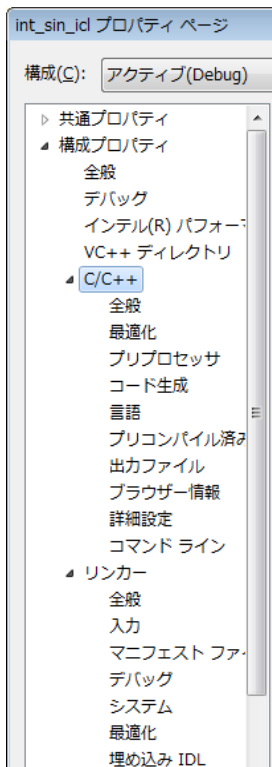 int_sin_icl プロパティ ページ
構成(C): アクティブ(Debug)
共通プロパティ
構成プロパティ
全般
デバッグ
インテル(R) パフォーマ
VC++ ディレクトリ
C/C++
全般
最適化
プリプロセッサ
コード生成
言語
プリコンパイル済み
出力ファイル
ブラウザー情報
詳細設定
コマンド ライン
リンカー
全般
入力
マニフェスト ファイ
デバッグ
システム
最適化
埋め込み IDL